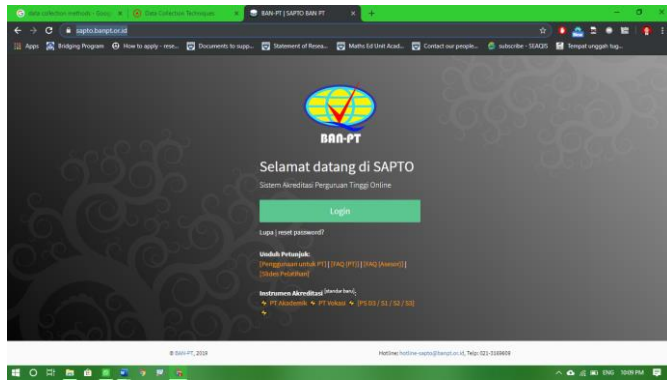 data collection methods - Goog
Data Collection Techniques
BAN-PT | SAPTO BAN PT
sapto.banpt.or.id
Apps
Bridging Program
How to apply - rese...
Documents to supp...
Statement of Resea...
Maths Ed Unit Acad...
Contact our people...
subscribe - SEAQIS
Tempat unggah tug...
BAN-PT
Selamat datang di SAPTO
Sistem Akreditasi Perguruan Tinggi Online
Login
Lupa | reset password?
Unduh Petunjuk:
[Penggunaan untuk PT] | [FAQ (PT)] | [FAQ (Asesor)] |
[Slides Pelatihan]
Instrumen Akreditasi [standar baru]:
PT Akademik PT Vokasi [PS D3 / S1 / S2 / S3]
© BAN-PT, 2019
Hotline: hotline-sapto@banpt.or.id, Telp: 021-3169609
ENG 10:09 PM